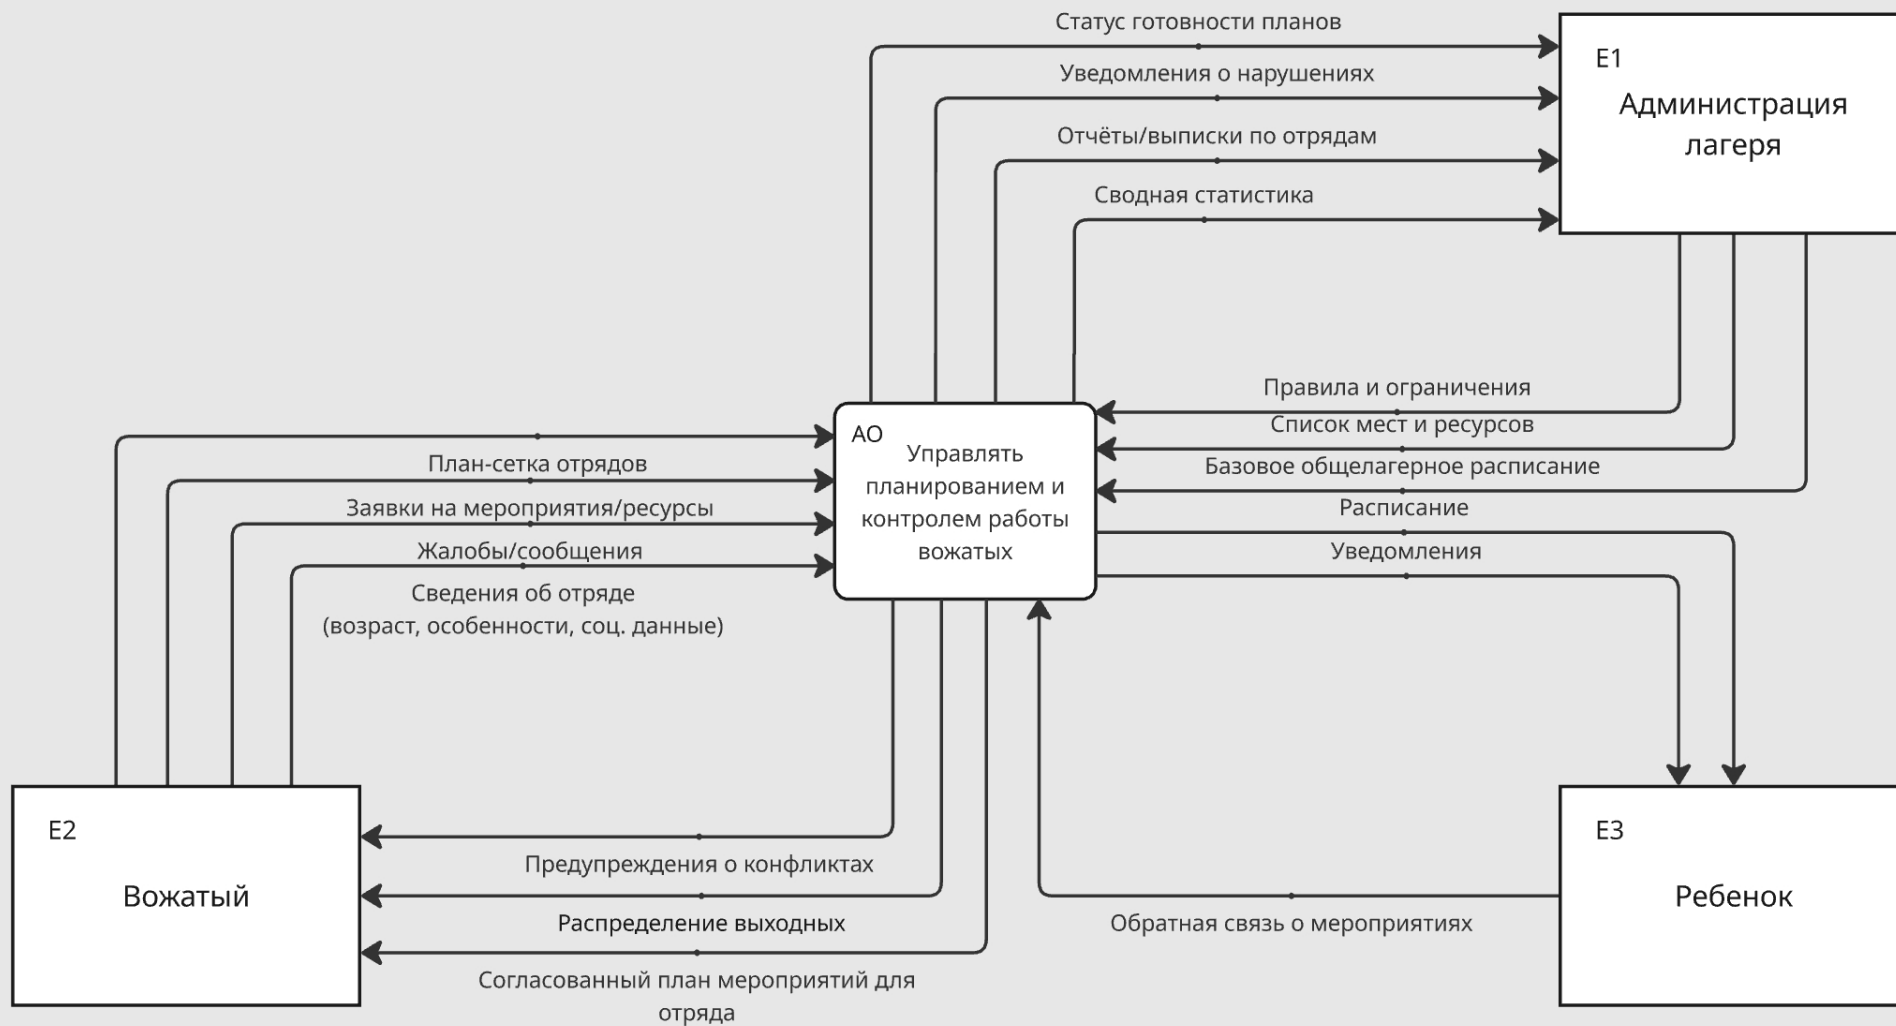 Статус готовности планов
Уведомления о нарушениях
Отчёты/выписки по отрядам
Сводная статистика
E1
Администрация
лагеря
Правила и ограничения
Список мест и ресурсов
Базовое общелагерное расписание
Расписание
Уведомления
АО
Управлять
планированием и
контролем работы
вожатых
План-сетка отрядов
Заявки на мероприятия/ресурсы
Жалобы/сообщения
Сведения об отряде
(возраст, особенности, соц. данные)
E2
Вожатый
Предупреждения о конфликтах
Распределение выходных
Согласованный план мероприятий для
отряда
E3
Ребенок
Обратная связь о мероприятиях